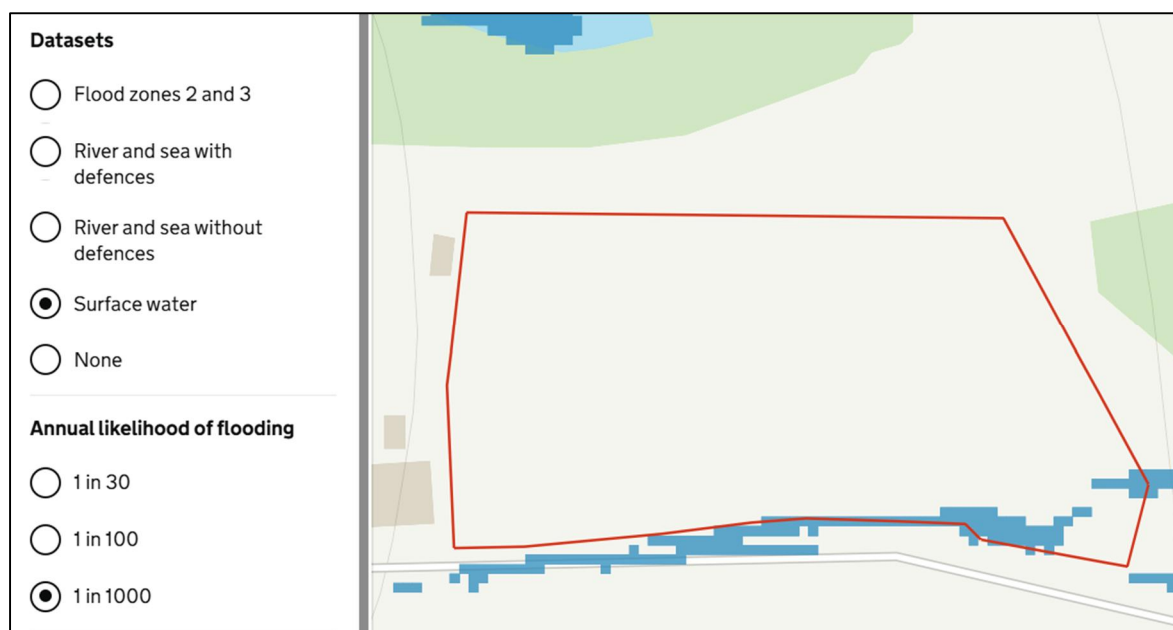 Datasets
Flood zones 2 and 3
River and sea with
defences
River and sea without
defences
Surface water
None
Annual likelihood of flooding
1 in 30
1 in 100
1 in 1000